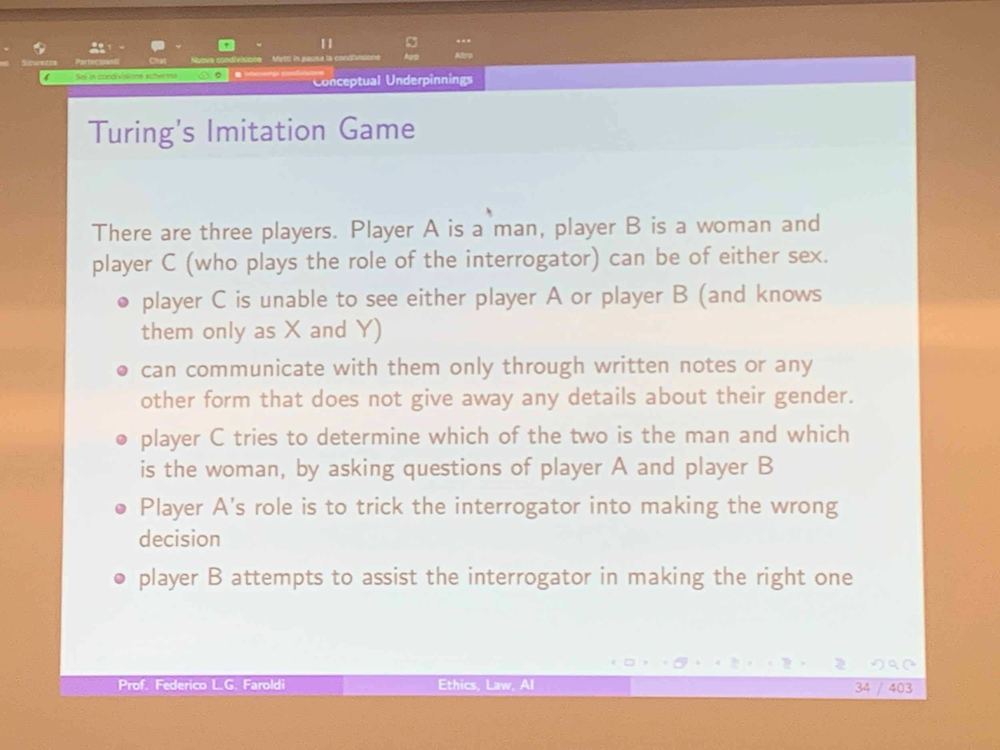 Sicurezza
Partecipanti
1
Chat
Nuova condivisione
Metti in pausa la condivisione
App
Altro
Sei in condivisione schermo
Interrompi condivisione
Conceptual Underpinnings
Turing's Imitation Game
There are three players. Player A is a man, player B is a woman and
player C (who plays the role of the interrogator) can be of either sex.
player C is unable to see either player A or player B (and knows
them only as X and Y)
can communicate with them only through written notes or any
other form that does not give away any details about their gender.
player C tries to determine which of the two is the man and which
is the woman, by asking questions of player A and player B
Player A's role is to trick the interrogator into making the wrong
decision
player B attempts to assist the interrogator in making the right one
Prof. Federico L.G. Faroldi
Ethics, Law, AI
34 / 403